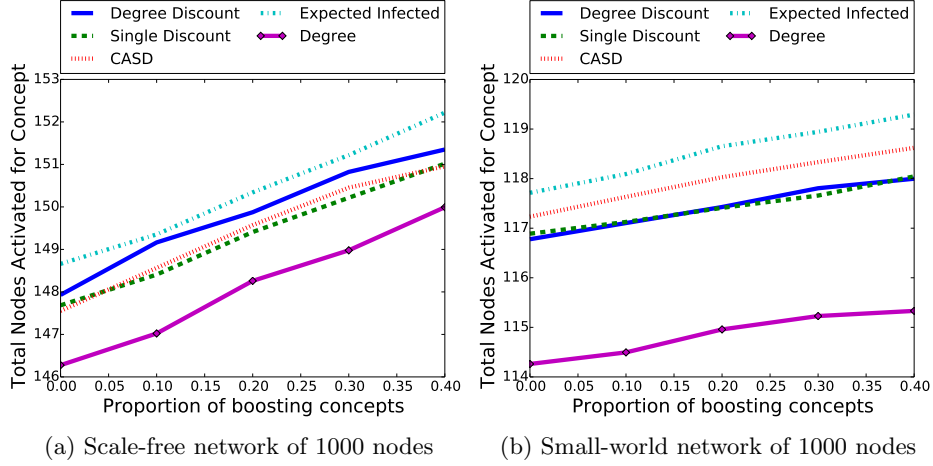 Degree Discount
Single Discount
CASD
Expected Infected
Degree
Total Nodes Activated for Concept
153
152
151
150
149
148
147
146
0.00 0.05 0.10 0.15 0.20 0.25 0.30 0.35 0.40
Proportion of boosting concepts
(a) Scale-free network of 1000 nodes
Degree Discount
Single Discount
CASD
Expected Infected
Degree
Total Nodes Activated for Concept
120
119
118
117
116
115
114
0.00 0.05 0.10 0.15 0.20 0.25 0.30 0.35 0.40
Proportion of boosting concepts
(b) Small-world network of 1000 nodes